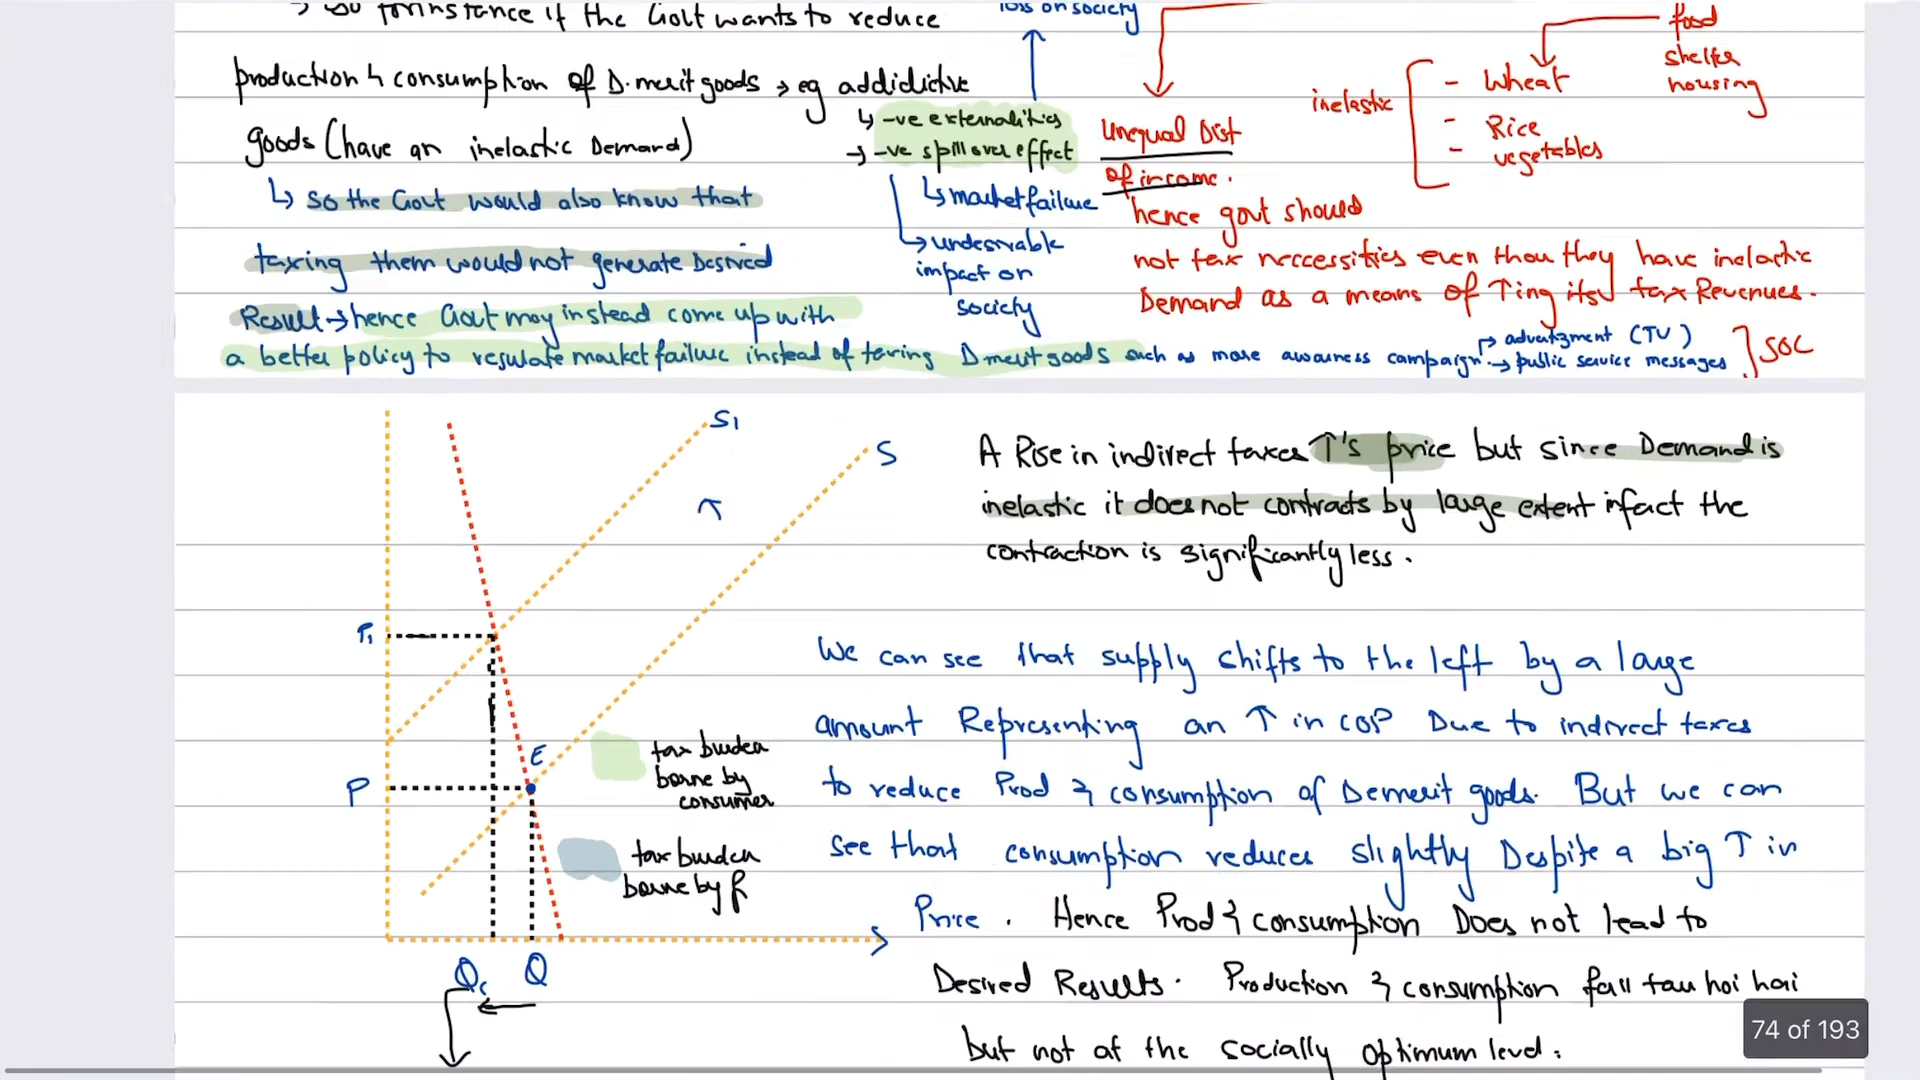 → So forinstance if the Govt wants to reduce
production & consumption of D.merit goods → eg addidictive
goods (have an inelastic Demand)
↳ so the Govt would also know that
taxing them would not generate Desired
Result → hence Govt may instead come up with
a better policy to regulate market failure instead of taxing D merit goods such as more awarness campaign.
→ advertizment (TV)
→ public service messages
] SOC
loss on society
↳ -ve externalities
→ -ve spill over effect
↳ market failure
→ undesirable
impact on
society
Unequal Dist
of income.
hence govt should
not tax neccessities even thou they have inelastic
Demand as a means of ↑ing its tax Revenues.
inelastic
- Wheat
- Rice
- vegetables
food
shelter
housing
S1
S
P1
P
E
Q1
Q
S
tax burden
borne by
consumer
tax burden
borne by f
A Rise in indirect taxes ↑'s price but since Demand is
inelastic it does not contracts by large extent infact the
contraction is significantly less.
We can see that supply shifts to the left by a large
amount Representing an ↑ in COP Due to indirect taxes
to reduce Prod & consumption of Demerit goods. But we can
see that consumption reduces slightly Despite a big ↑ in
Price. Hence Prod & consumption Does not lead to
Desired Results. Production & consumption fall tau hoi hai
but not at the socially optimum level.
74 of 193